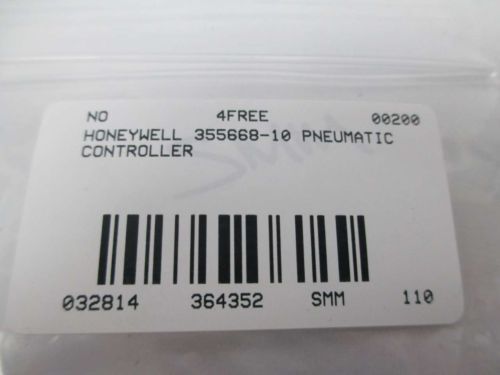 NO 4FREE 00200
HONEYWELL 355668-10 PNEUMATIC
CONTROLLER
032814 364352 SMM 110